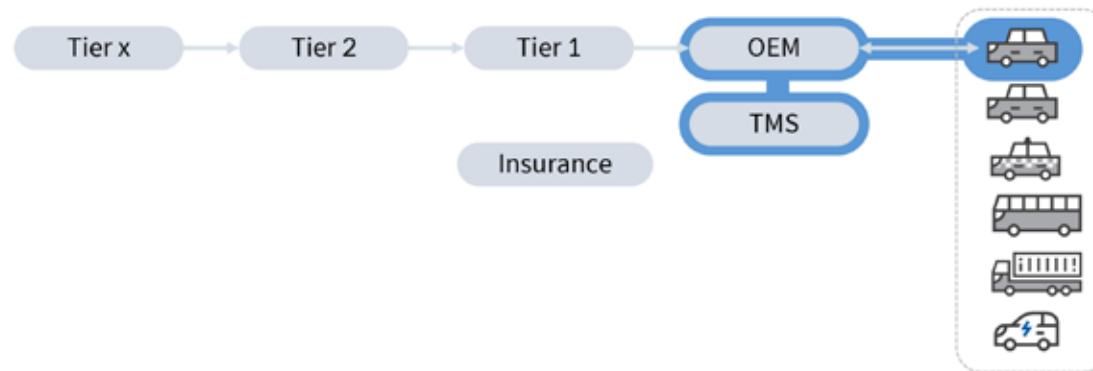 Tier x
Tier 2
Tier 1
OEM
TMS
Insurance